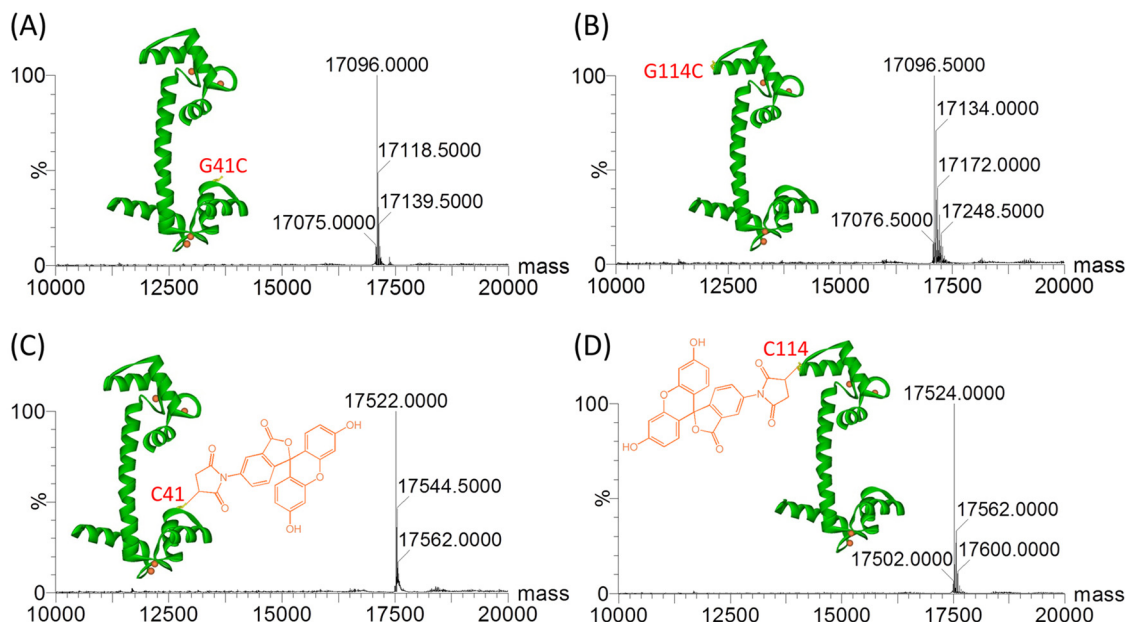 (A)
100
%
0
G41C
17096.0000
17118.5000
17139.5000
17075.0000
mass
10000 12500 15000 17500 20000
(B)
100
%
0
G114C
17096.5000
17134.0000
17172.0000
17076.5000
17248.5000
mass
10000 12500 15000 17500 20000
(C)
100
%
0
C41
O
O
OH
O
N
O
O
OH
17522.0000
17544.5000
17562.0000
mass
10000 12500 15000 17500 20000
(D)
100
%
0
OH
C114
O
O
N
O
O
HO
O
17524.0000
17562.0000
17502.0000
17600.0000
mass
10000 12500 15000 17500 20000